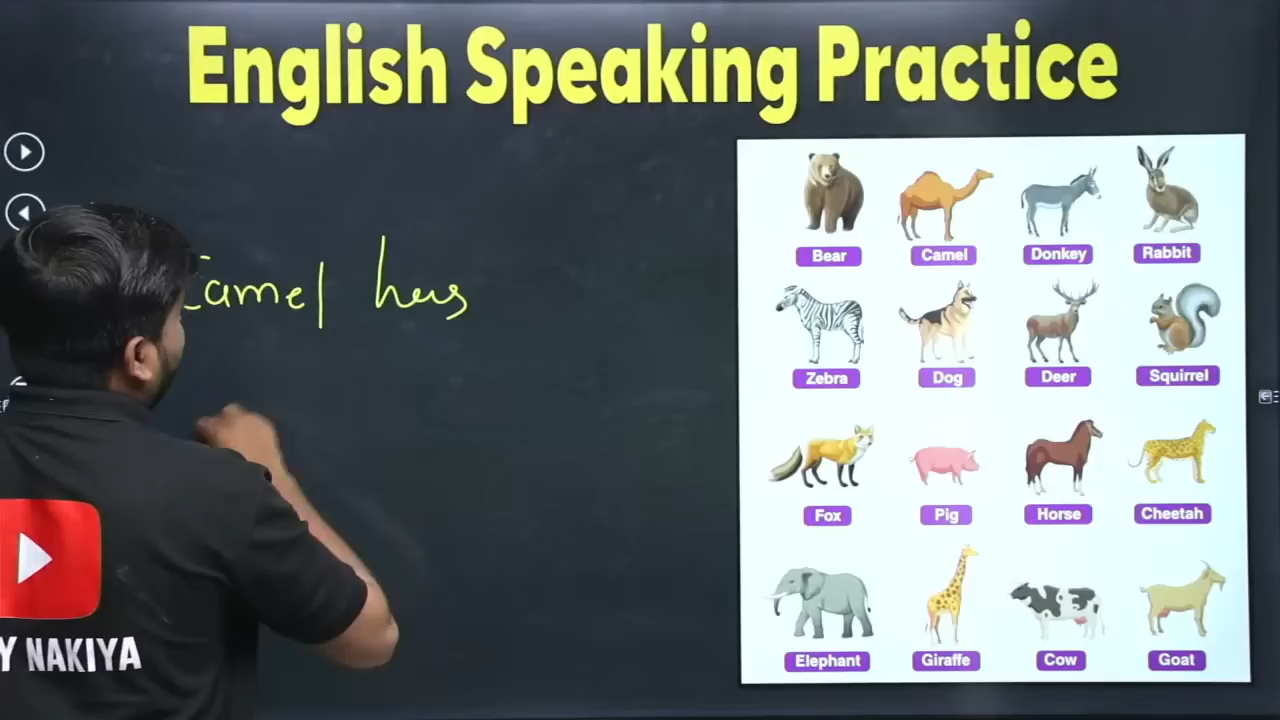 English Speaking Practice
Camel has
Bear Camel Donkey Rabbit
Zebra Dog Deer Squirrel
Fox Pig Horse Cheetah
Elephant Giraffe Cow Goat
Y NAKIYA